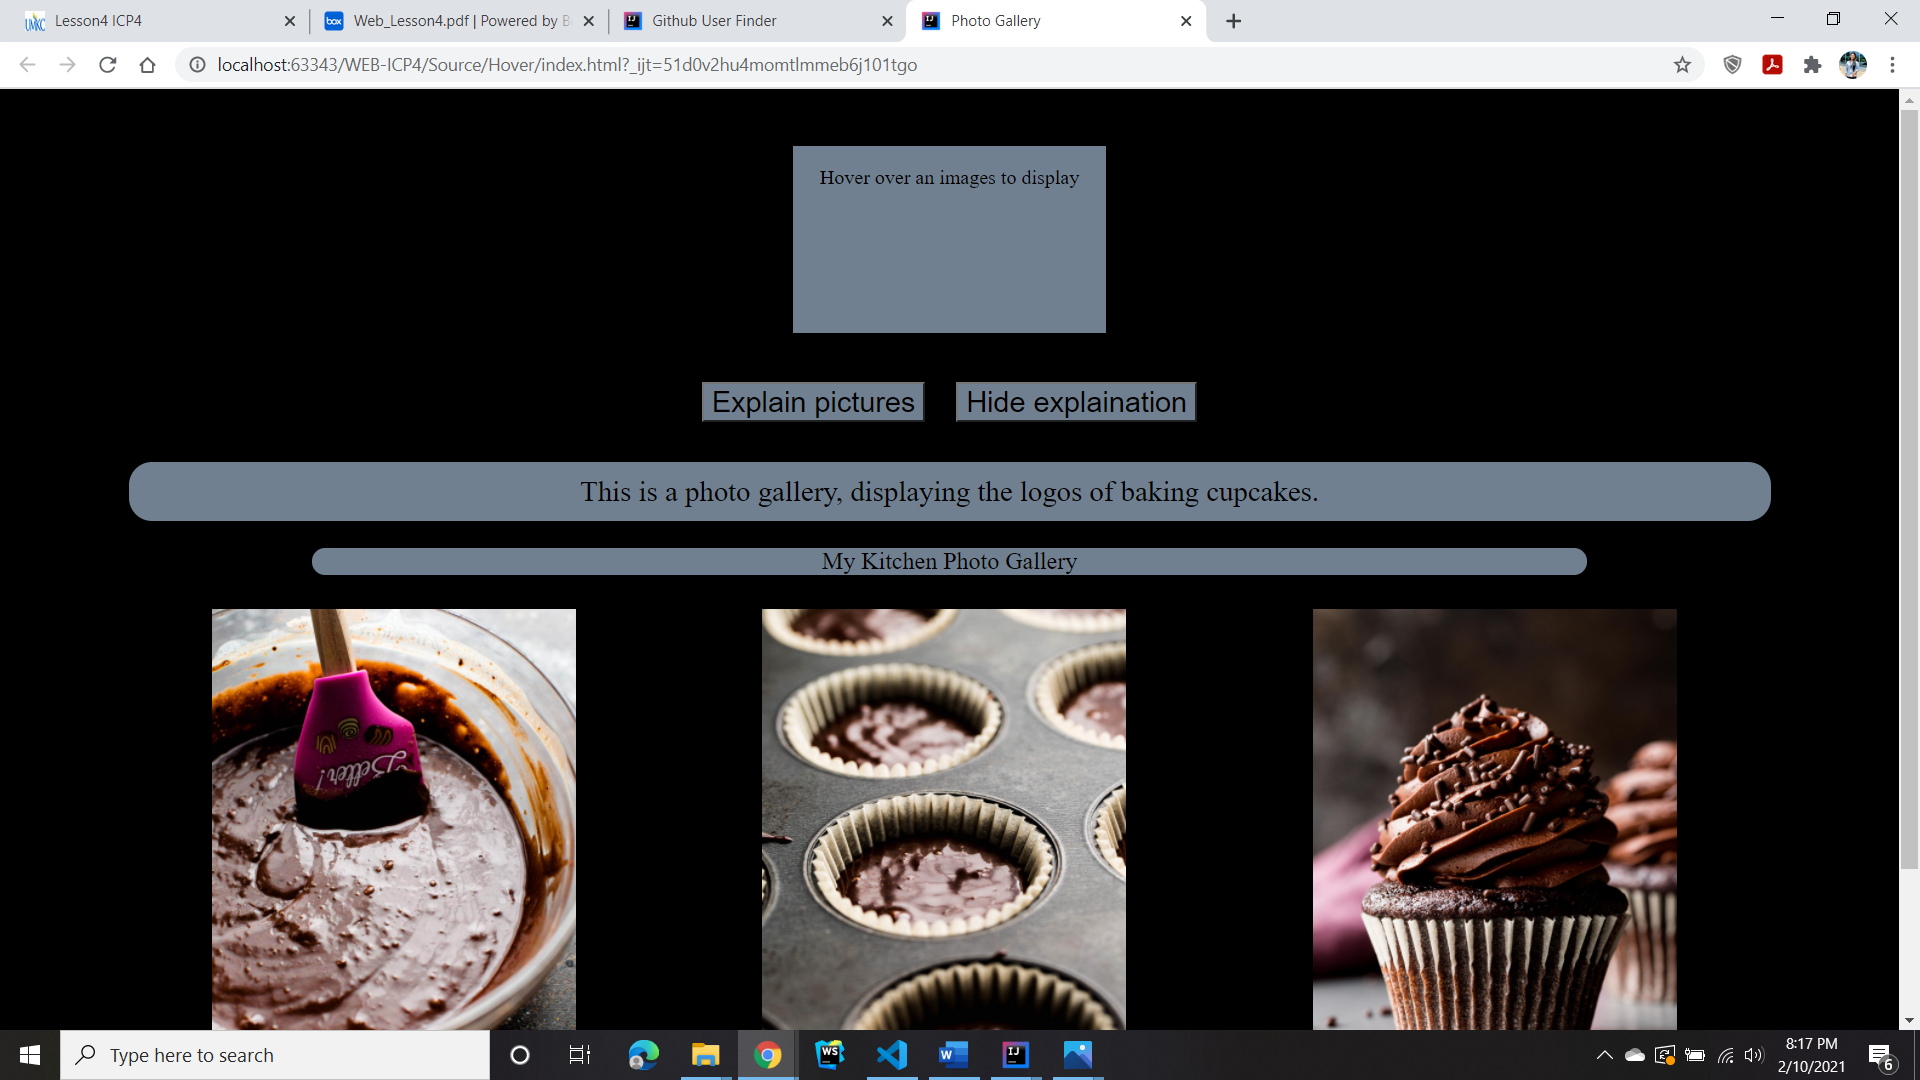 Lesson4 ICP4
Web_Lesson4.pdf | Powered by B
Github User Finder
Photo Gallery
localhost:63343/WEB-ICP4/Source/Hover/index.html?_ijt=51d0v2hu4momtlmmeb6j101tgo
Hover over an images to display
Explain pictures
Hide explaination
This is a photo gallery, displaying the logos of baking cupcakes.
My Kitchen Photo Gallery
Better!
Type here to search
8:17 PM
2/10/2021
6